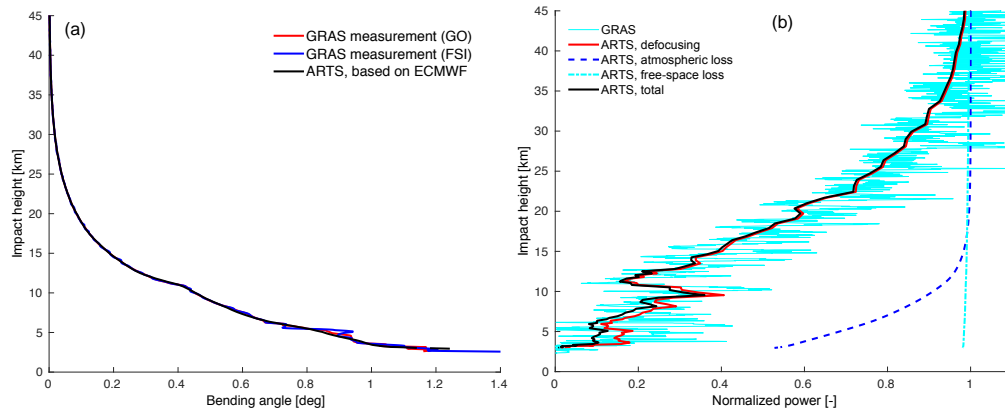 (a)
GRAS measurement (GO)
GRAS measurement (FSI)
ARTS, based on ECMWF
Impact height [km]
45
40
35
30
25
20
15
10
5
0
0
0.2
0.4
0.6
0.8
1
1.2
1.4
Bending angle [deg]
(b)
GRAS
ARTS, defocusing
ARTS, atmospheric loss
ARTS, free-space loss
ARTS, total
Impact height [km]
45
40
35
30
25
20
15
10
5
0
0
0.2
0.4
0.6
0.8
1
Normalized power [-]